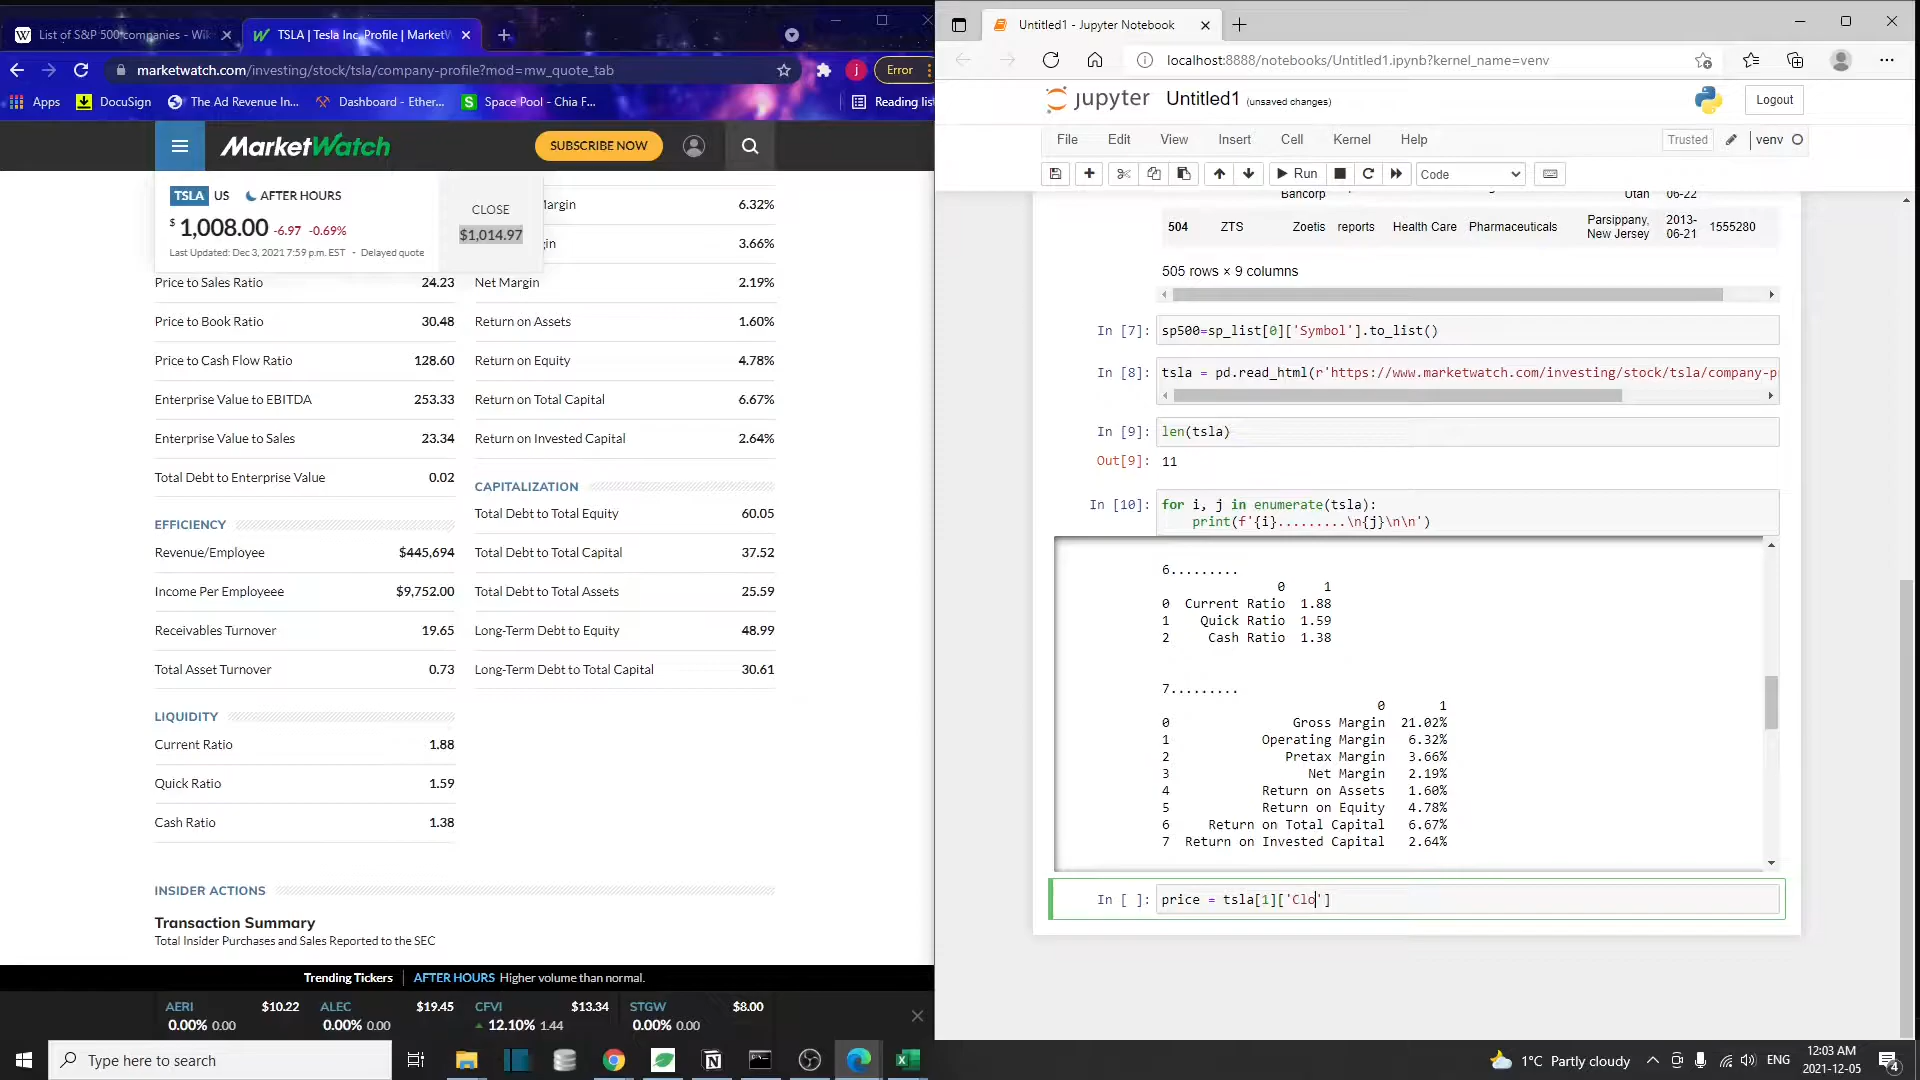 List of S&P 500 companies - Wiki
TSLA | Tesla Inc. Profile | MarketW
marketwatch.com/investing/stock/tsla/company-profile?mod=mw_quote_tab
j
Error
Apps
DocuSign
The Ad Revenue In...
Dashboard - Ether...
Space Pool - Chia F...
Reading list
MarketWatch
SUBSCRIBE NOW
TSLA US AFTER HOURS
$ 1,008.00 -6.97 -0.69%
Last Updated: Dec 3, 2021 7:59 p.m. EST • Delayed quote
CLOSE
$1,014.97
6.32%
3.66%
Price to Sales Ratio 24.23
Price to Book Ratio 30.48
Price to Cash Flow Ratio 128.60
Enterprise Value to EBITDA 253.33
Enterprise Value to Sales 23.34
Total Debt to Enterprise Value 0.02
EFFICIENCY
Revenue/Employee $445,694
Income Per Employeee $9,752.00
Receivables Turnover 19.65
Total Asset Turnover 0.73
LIQUIDITY
Current Ratio 1.88
Quick Ratio 1.59
Cash Ratio 1.38
Net Margin 2.19%
Return on Assets 1.60%
Return on Equity 4.78%
Return on Total Capital 6.67%
Return on Invested Capital 2.64%
CAPITALIZATION
Total Debt to Total Equity 60.05
Total Debt to Total Capital 37.52
Total Debt to Total Assets 25.59
Long-Term Debt to Equity 48.99
Long-Term Debt to Total Capital 30.61
INSIDER ACTIONS
Transaction Summary
Total Insider Purchases and Sales Reported to the SEC
Trending Tickers | AFTER HOURS Higher volume than normal.
AERI $10.22
0.00% 0.00
ALEC $19.45
0.00% 0.00
CFVI $13.34
12.10% 1.44
STGW $8.00
0.00% 0.00
Untitled1 - Jupyter Notebook
localhost:8888/notebooks/Untitled1.ipynb?kernel_name=venv
jupyter Untitled1 (unsaved changes)
Logout
File Edit View Insert Cell Kernel Help
Trusted
venv
Run
Code
Bancorp Utah 06-22
504 ZTS Zoetis reports Health Care Pharmaceuticals Parsippany, 2013- 1555280
New Jersey 06-21
505 rows × 9 columns
In [7]: sp500=sp_list[0]['Symbol'].to_list()
In [8]: tsla = pd.read_html(r'https://www.marketwatch.com/investing/stock/tsla/company-p
In [9]: len(tsla)
Out[9]: 11
In [10]: for i, j in enumerate(tsla):
print(f'{i}.........\n{j}\n\n')
6.........
0 1
0 Current Ratio 1.88
1 Quick Ratio 1.59
2 Cash Ratio 1.38
7.........
0 1
0 Gross Margin 21.02%
1 Operating Margin 6.32%
2 Pretax Margin 3.66%
3 Net Margin 2.19%
4 Return on Assets 1.60%
5 Return on Equity 4.78%
6 Return on Total Capital 6.67%
7 Return on Invested Capital 2.64%
In [ ]: price = tsla[1]['Clo']
Type here to search
1°C Partly cloudy
ENG
12:03 AM
2021-12-05
4